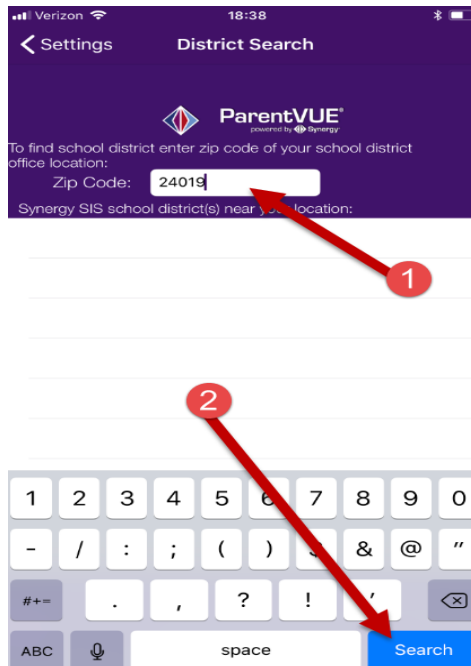 Verizon 18:38
Settings District Search
ParentVUE®
powered by Synergy
To find school district enter zip code of your school district
office location:
Zip Code: 24019
Synergy SIS school district(s) near your location:
1
2
1 2 3 4 5 6 7 8 9 0
- / : ; ( ) $ & @ "
#+= . , ? ! '
ABC space Search